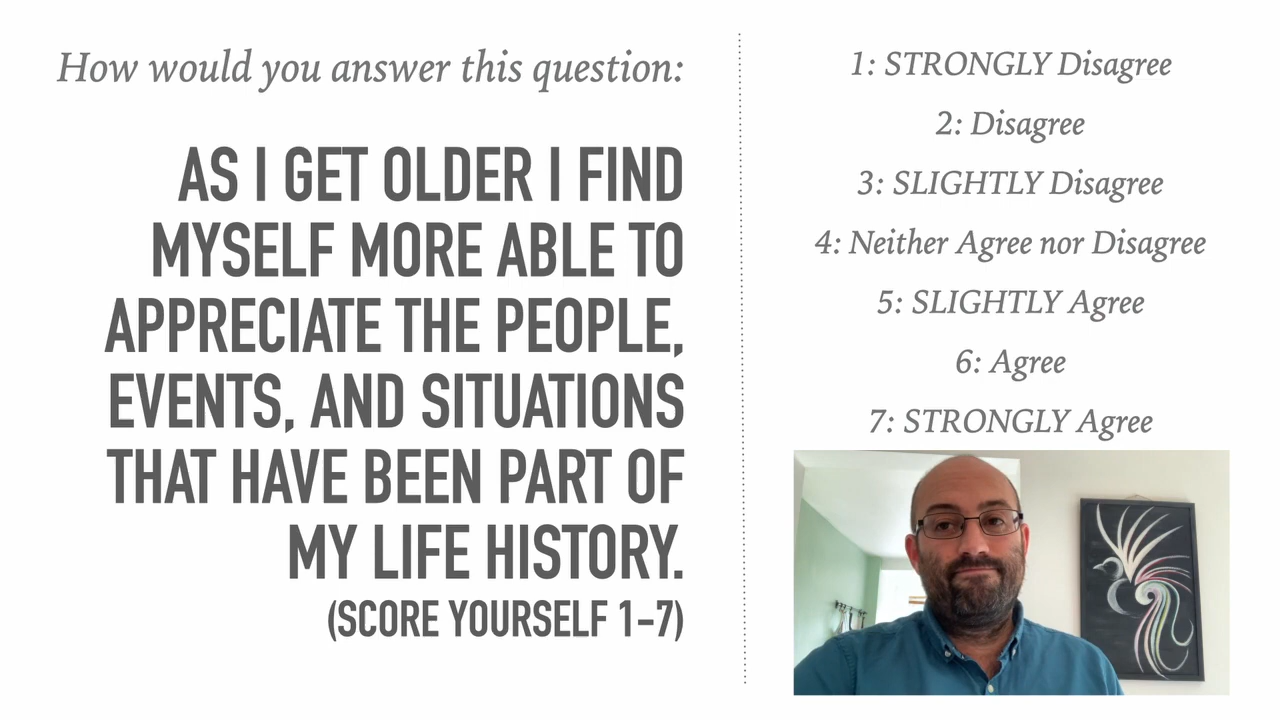 How would you answer this question:
AS I GET OLDER I FIND
MYSELF MORE ABLE TO
APPRECIATE THE PEOPLE,
EVENTS, AND SITUATIONS
THAT HAVE BEEN PART OF
MY LIFE HISTORY.
(SCORE YOURSELF 1-7)
1: STRONGLY Disagree
2: Disagree
3: SLIGHTLY Disagree
4: Neither Agree nor Disagree
5: SLIGHTLY Agree
6: Agree
7: STRONGLY Agree